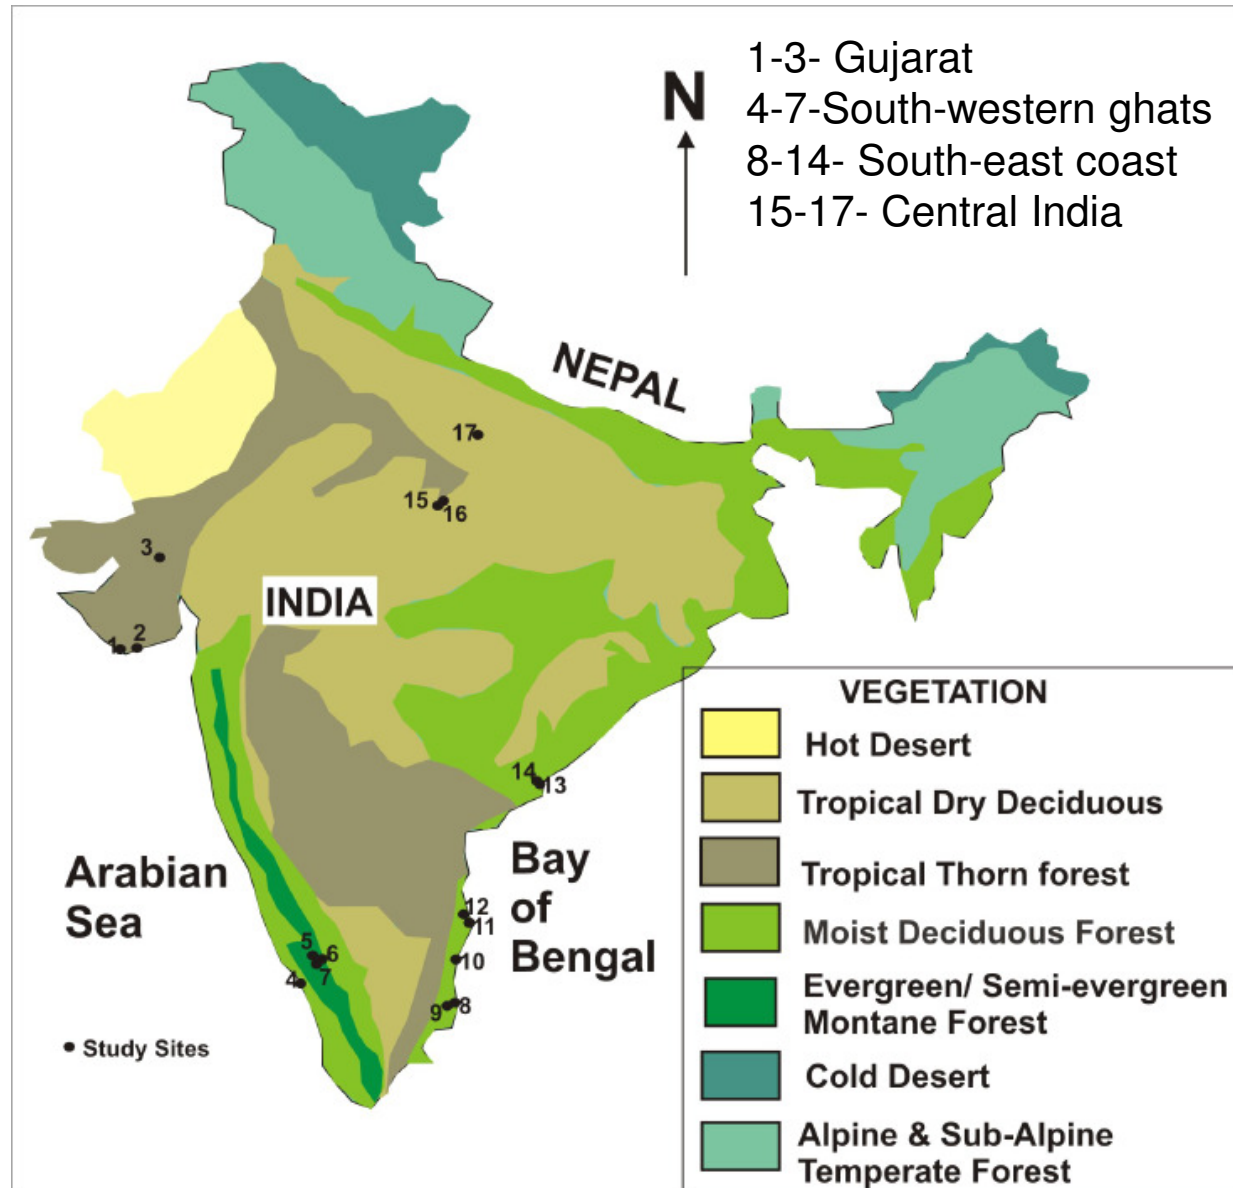 1-3- Gujarat
4-7-South-western ghats
8-14- South-east coast
15-17- Central India
N
NEPAL
17
15
16
3
INDIA
1
2
14
13
Arabian
Sea
Bay
of
Bengal
12
11
5
6
10
7
4
9
8
Study Sites
VEGETATION
Hot Desert
Tropical Dry Deciduous
Tropical Thorn forest
Moist Deciduous Forest
Evergreen/ Semi-evergreen
Montane Forest
Cold Desert
Alpine & Sub-Alpine
Temperate Forest